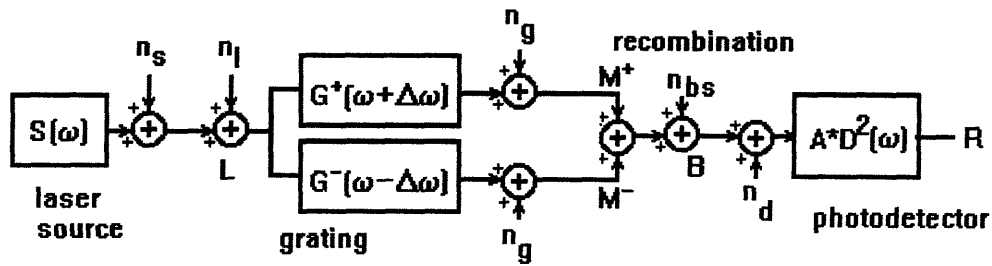 n_s
n_l
n_g
recombination
S(ω)
G⁺(ω+Δω)
M⁺
n_bs
L
G⁻(ω−Δω)
M⁻
B
n_d
A*D²(ω)
R
laser
source
grating
n_g
photodetector